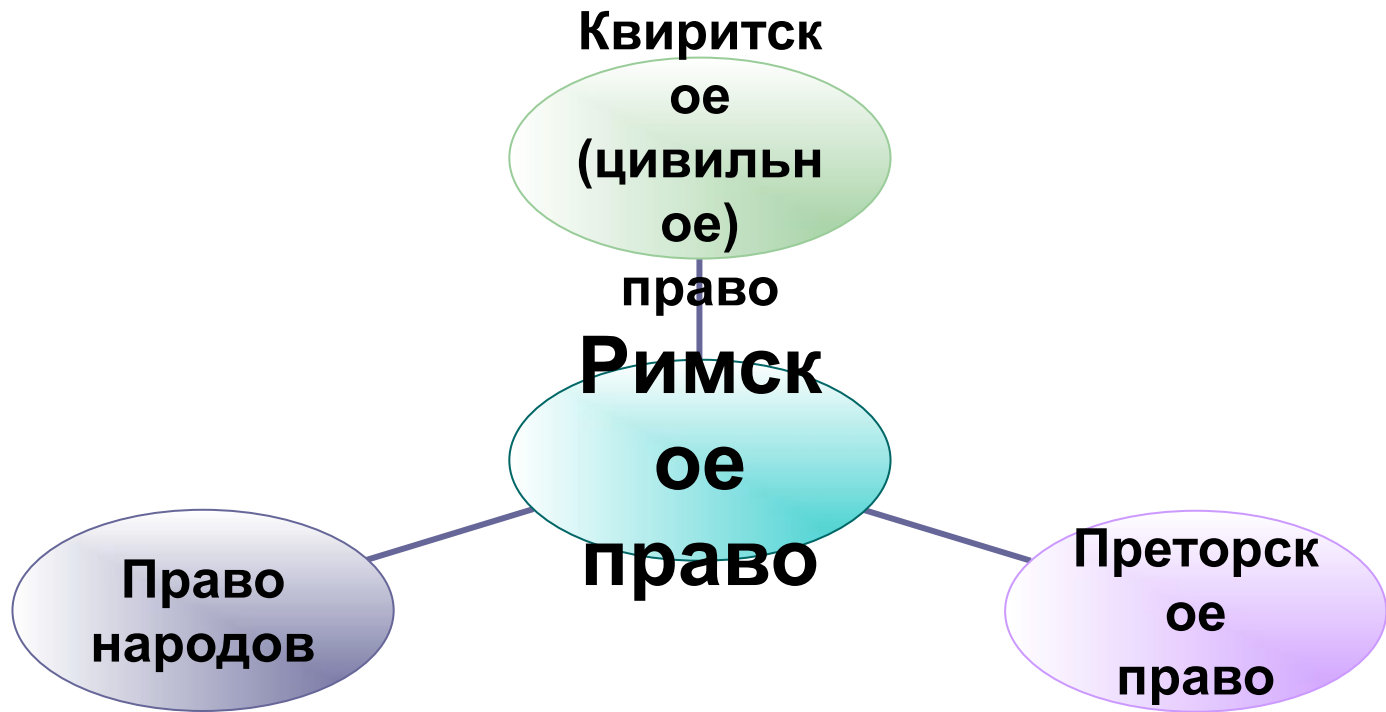 Квиритск
ое
(цивильн
ое)
право
Римск
ое
право
Право
народов
Преторск
ое
право